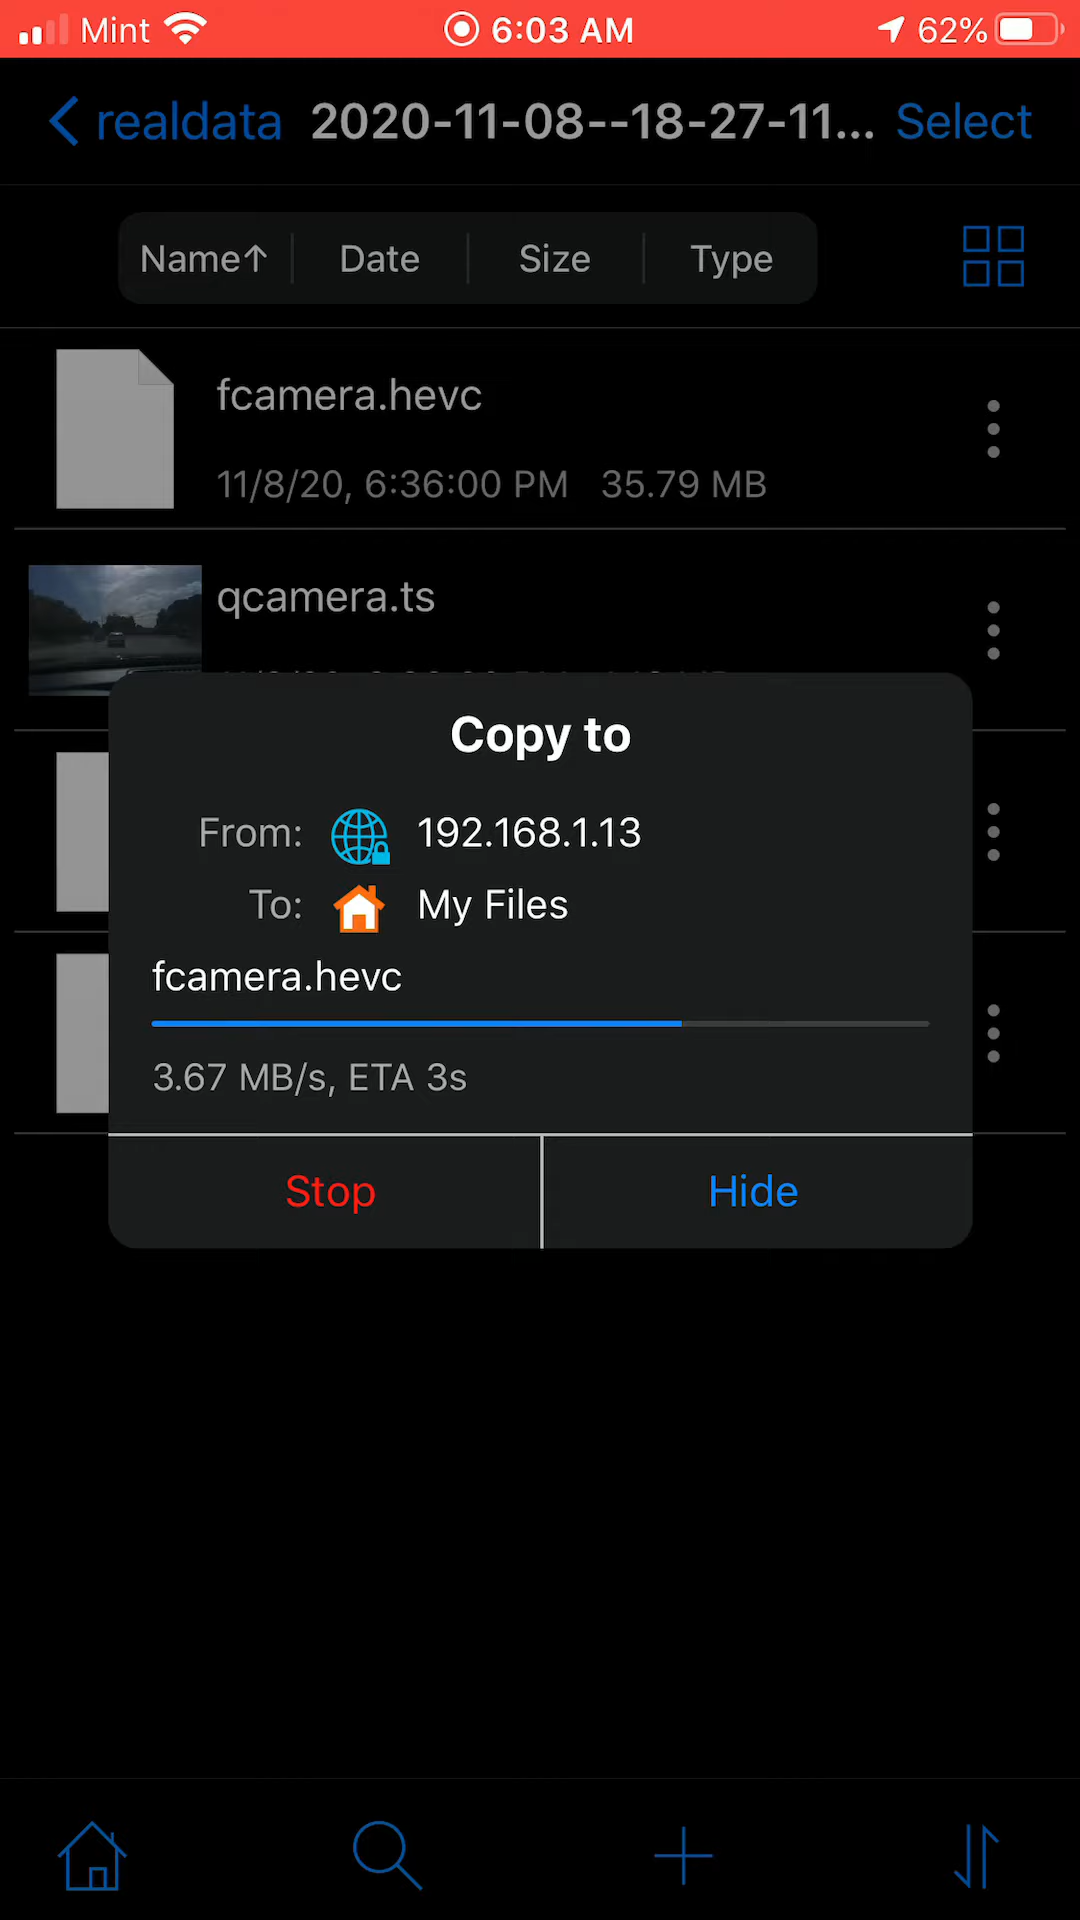 Mint 6:03 AM 62%
realdata 2020-11-08--18-27-11... Select
Name↑ Date Size Type
fcamera.hevc
11/8/20, 6:36:00 PM 35.79 MB
qcamera.ts
Copy to
From: 192.168.1.13
To: My Files
fcamera.hevc
3.67 MB/s, ETA 3s
Stop Hide